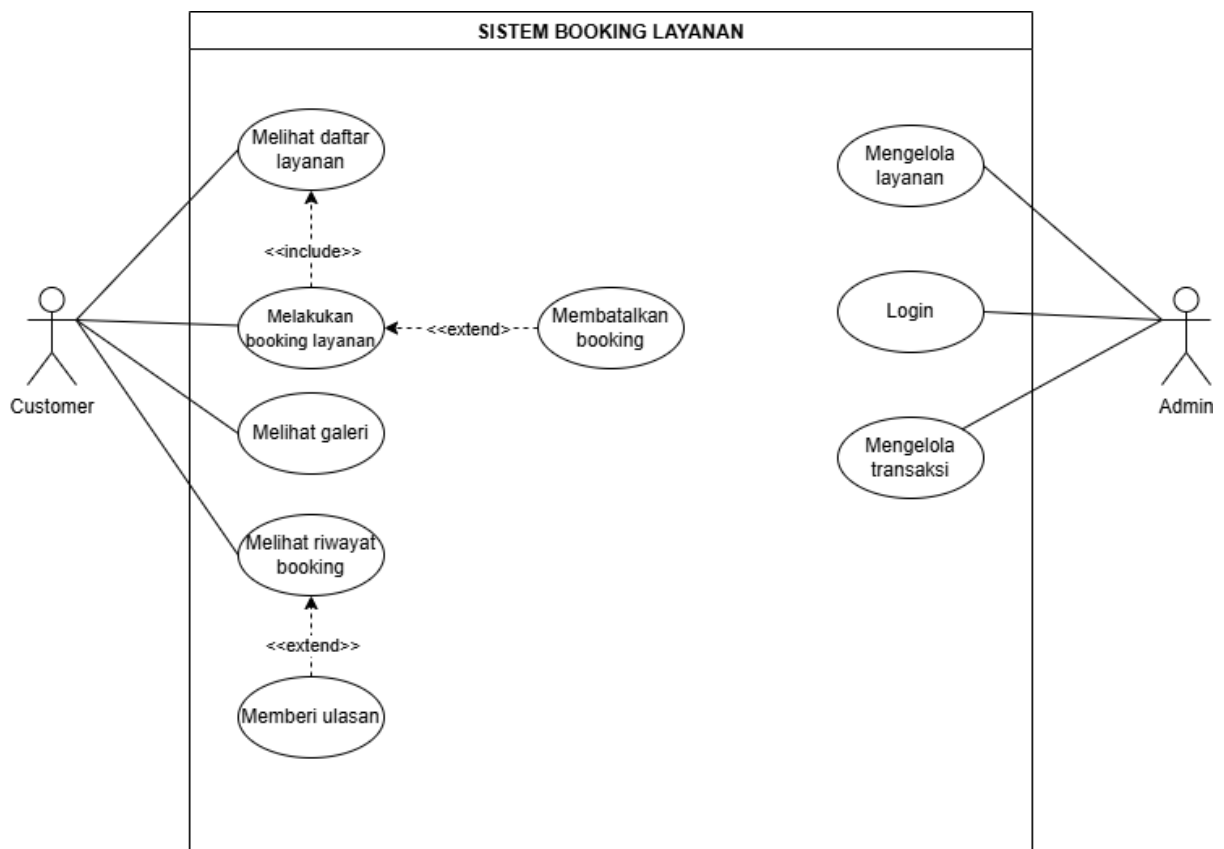 SISTEM BOOKING LAYANAN
Melihat daftar
layanan
<<include>>
Melakukan
booking layanan
<<extend>
Membatalkan
booking
Melihat galeri
Melihat riwayat
booking
<<extend>>
Memberi ulasan
Customer
Mengelola
layanan
Login
Mengelola
transaksi
Admin